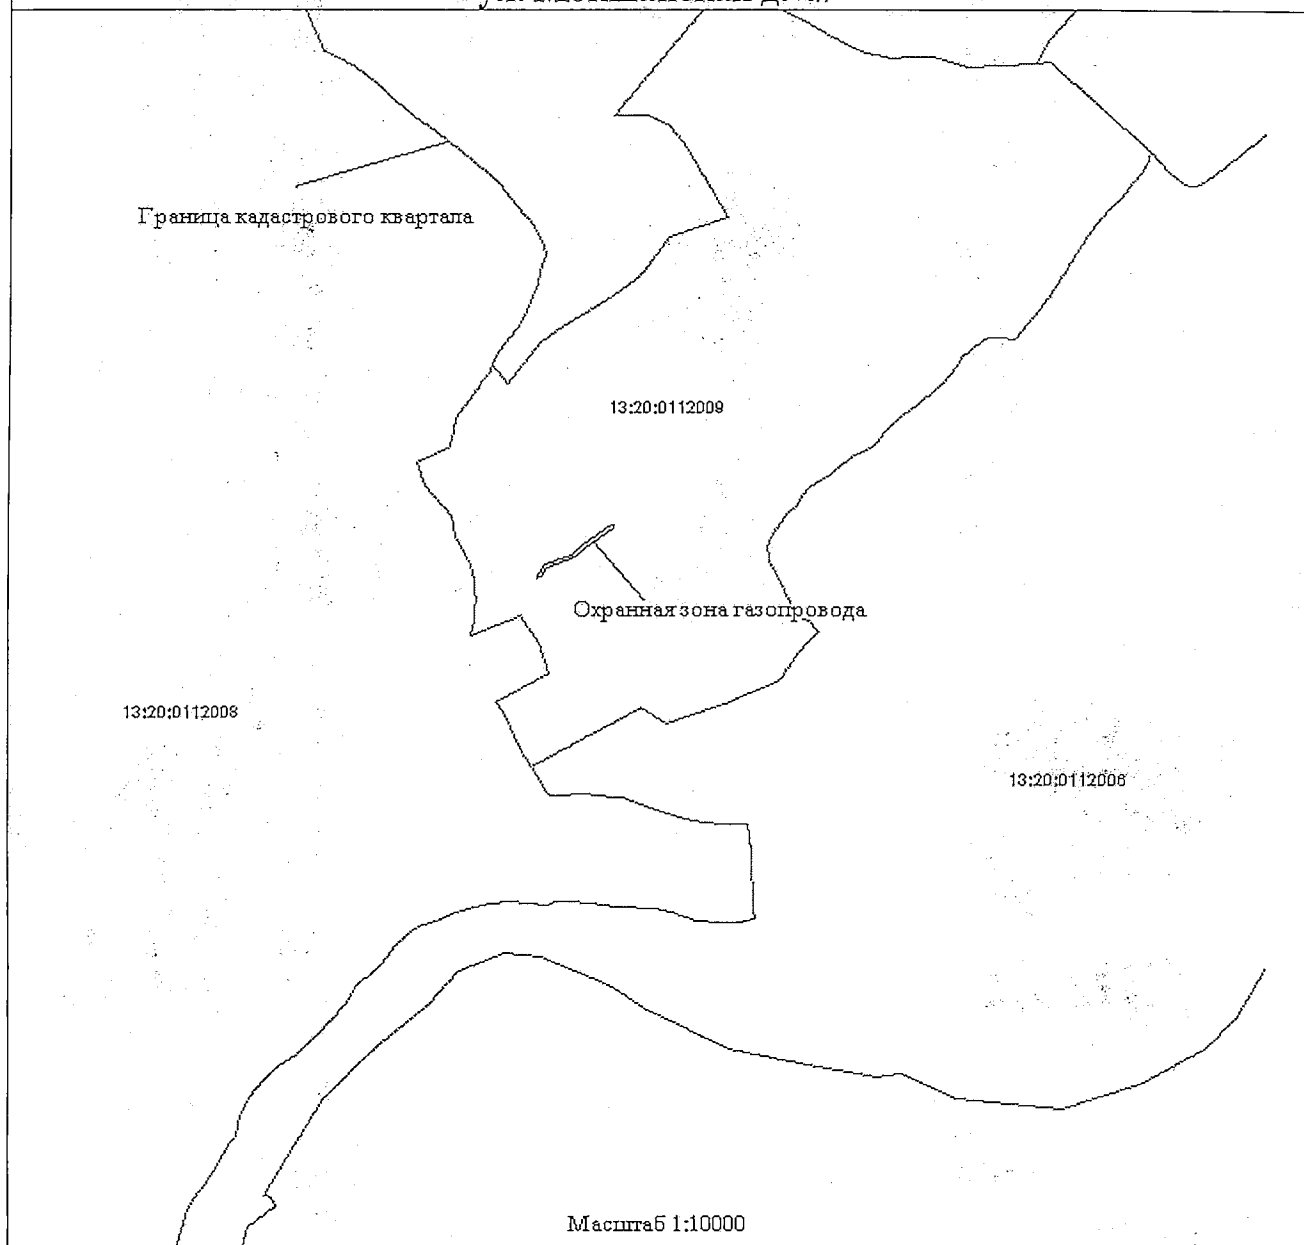 Граница кадастрового квартала
13:20:0112009
Охранная зона газопровода
13:20:0112008
13:20:0112006
Масштаб 1:10000